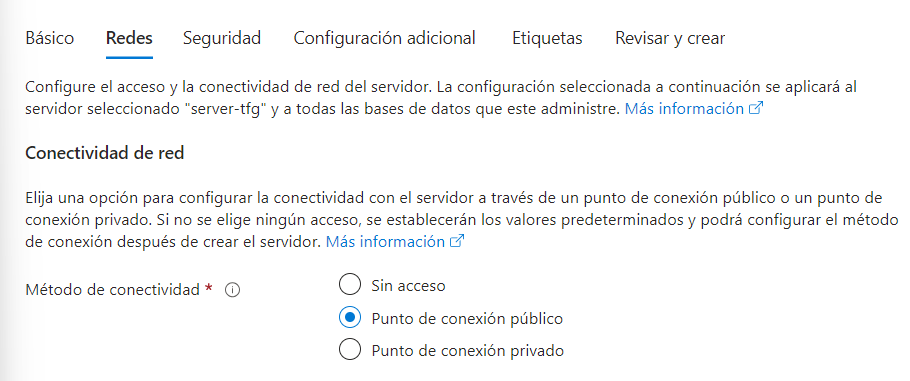 Básico Redes Seguridad Configuración adicional Etiquetas Revisar y crear
Configure el acceso y la conectividad de red del servidor. La configuración seleccionada a continuación se aplicará al
servidor seleccionado "server-tfg" y a todas las bases de datos que este administre. Más información
Conectividad de red
Elija una opción para configurar la conectividad con el servidor a través de un punto de conexión público o un punto de
conexión privado. Si no se elige ningún acceso, se establecerán los valores predeterminados y podrá configurar el método
de conexión después de crear el servidor. Más información
Método de conectividad *
Sin acceso
Punto de conexión público
Punto de conexión privado